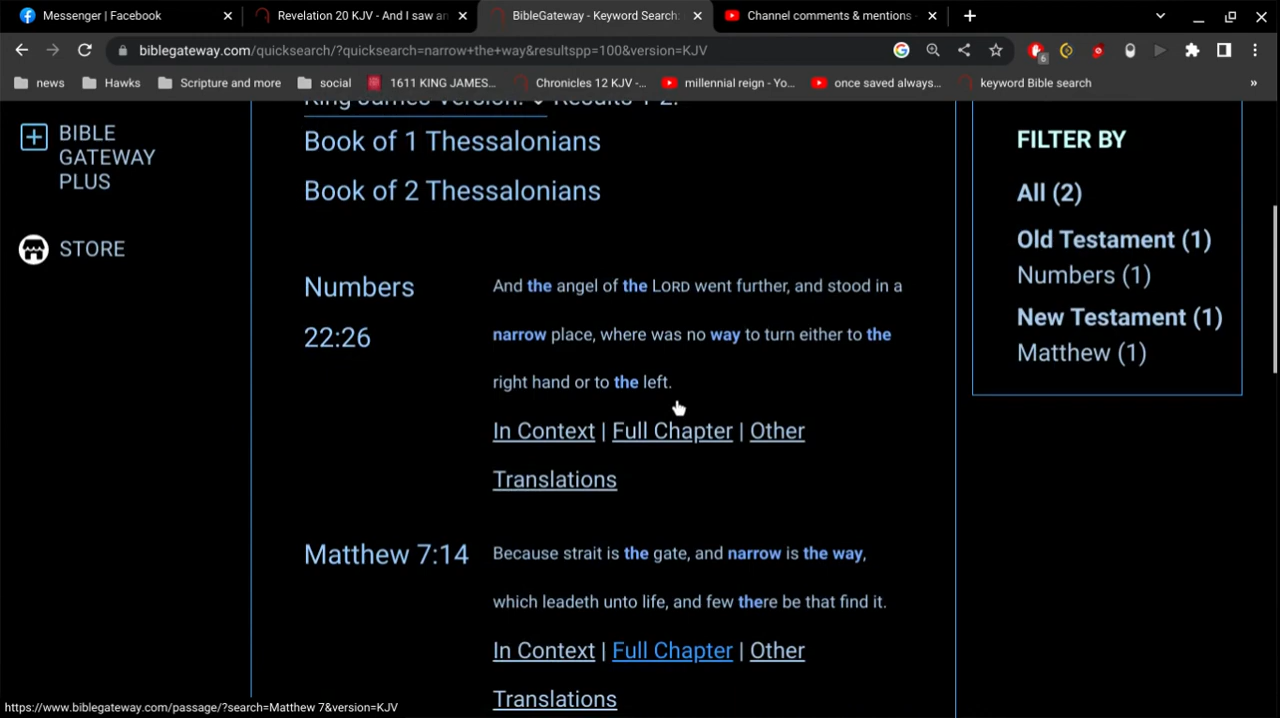 Messenger | Facebook
Revelation 20 KJV - And I saw an
BibleGateway - Keyword Search:
Channel comments & mentions -
biblegateway.com/quicksearch/?quicksearch=narrow+the+way&resultspp=100&version=KJV
6
news
Hawks
Scripture and more
social
1611 KING JAMES...
Chronicles 12 KJV -...
millennial reign - Yo...
once saved always...
keyword Bible search
»
King James Version. Results 1-2.
BIBLE
GATEWAY
PLUS
STORE
Book of 1 Thessalonians
Book of 2 Thessalonians
Numbers
22:26
And the angel of the LORD went further, and stood in a
narrow place, where was no way to turn either to the
right hand or to the left.
In Context | Full Chapter | Other
Translations
Matthew 7:14
Because strait is the gate, and narrow is the way,
which leadeth unto life, and few there be that find it.
In Context | Full Chapter | Other
Translations
FILTER BY
All (2)
Old Testament (1)
Numbers (1)
New Testament (1)
Matthew (1)
https://www.biblegateway.com/passage/?search=Matthew 7&version=KJV